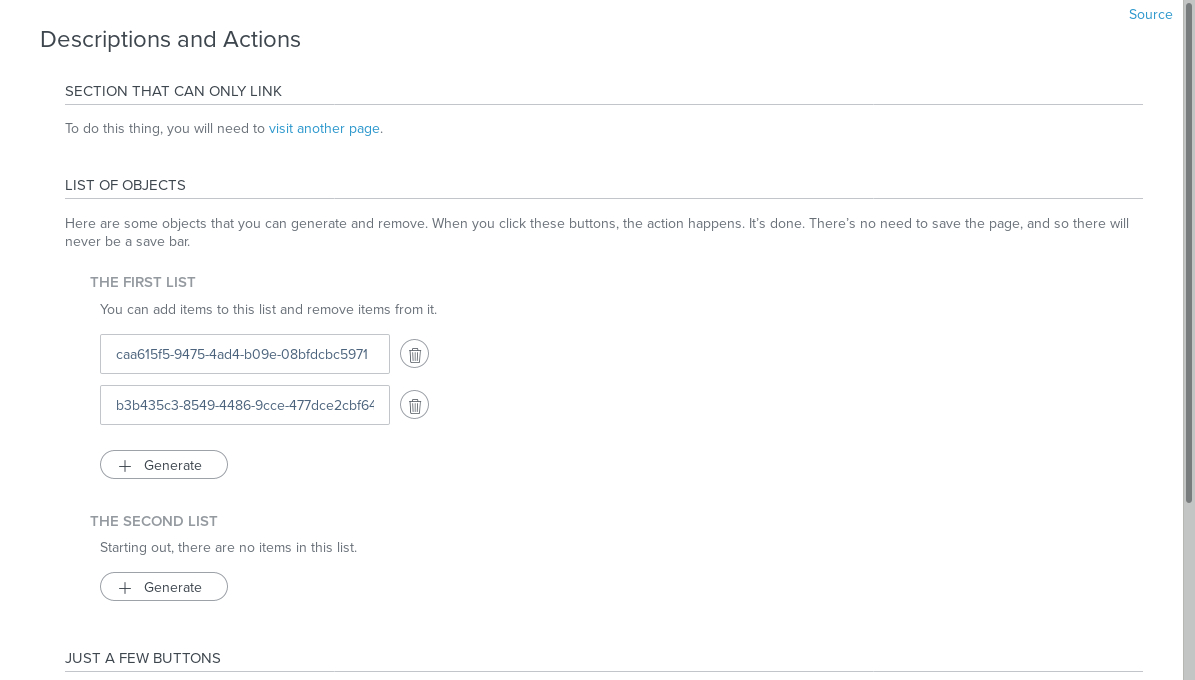 Source
Descriptions and Actions
SECTION THAT CAN ONLY LINK
To do this thing, you will need to visit another page.
LIST OF OBJECTS
Here are some objects that you can generate and remove. When you click these buttons, the action happens. It's done. There's no need to save the page, and so there will
never be a save bar.
THE FIRST LIST
You can add items to this list and remove items from it.
caa615f5-9475-4ad4-b09e-08bfdcbc5971
b3b435c3-8549-4486-9cce-477dce2cbf64
Generate
THE SECOND LIST
Starting out, there are no items in this list.
Generate
JUST A FEW BUTTONS